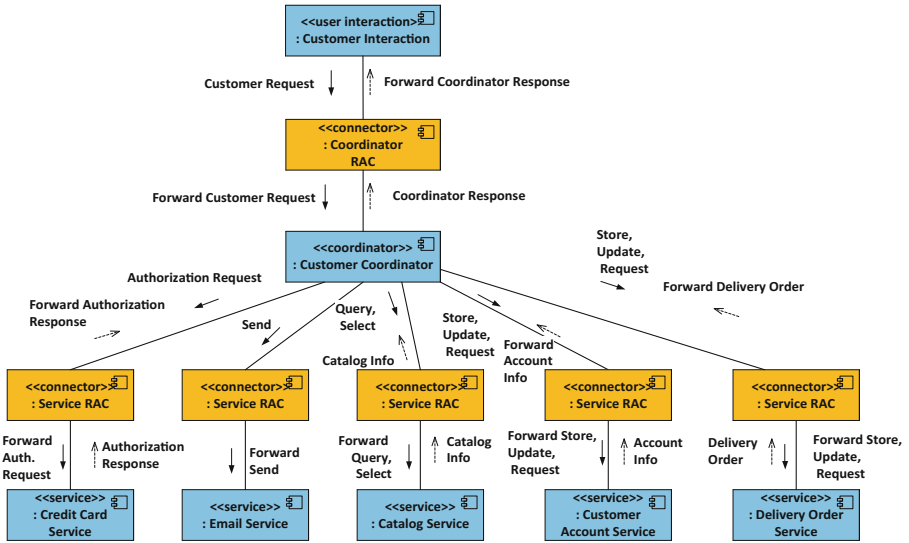 <<user interaction>>
: Customer Interaction
Customer Request
Forward Coordinator Response
<<connector>>
: Coordinator
RAC
Forward Customer Request
Coordinator Response
<<coordinator>>
: Customer Coordinator
Store,
Update,
Request
Authorization Request
Forward Delivery Order
Forward Authorization
Response
Send
Query,
Select
Store,
Update,
Request
Catalog Info
Forward
Account
Info
<<connector>>
: Service RAC
<<connector>>
: Service RAC
<<connector>>
: Service RAC
<<connector>>
: Service RAC
<<connector>>
: Service RAC
Forward
Auth.
Request
Authorization
Response
Forward
Send
Forward
Query,
Select
Catalog
Info
Forward Store,
Update,
Request
Account
Info
Delivery
Order
Forward Store,
Update,
Request
<<service>>
: Credit Card
Service
<<service>>
: Email Service
<<service>>
: Catalog Service
<<service>>
: Customer
Account Service
<<service>>
: Delivery Order
Service